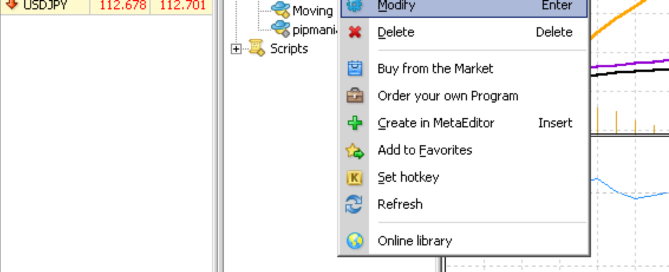 USDJPY 112.678 112.701
Moving
pipmani
Scripts
Modify Enter
Delete Delete
Buy from the Market
Order your own Program
Create in MetaEditor Insert
Add to Favorites
Set hotkey
Refresh
Online library